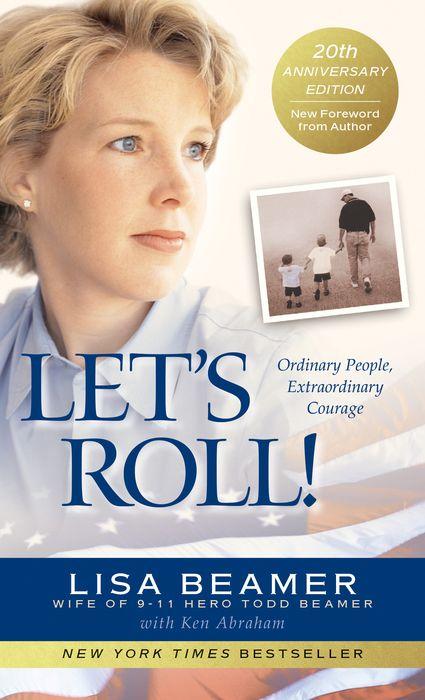 20th
ANNIVERSARY
EDITION
New Foreword
from Author
LET'S
ROLL!
Ordinary People,
Extraordinary
Courage
LISA BEAMER
WIFE OF 9-11 HERO TODD BEAMER
with Ken Abraham
NEW YORK TIMES BESTSELLER